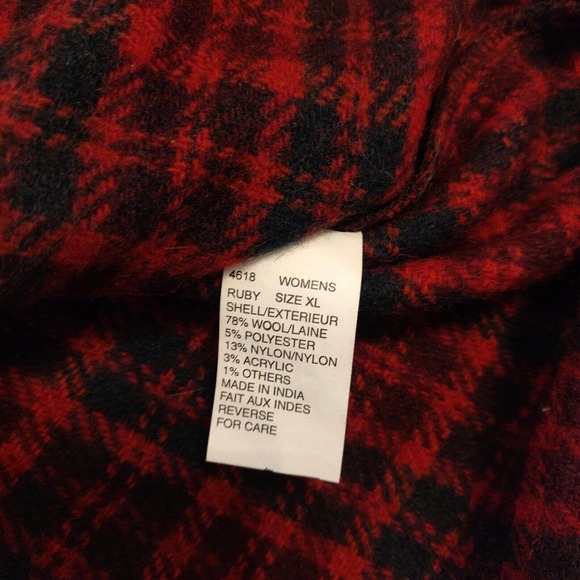 4618 WOMENS
RUBY SIZE XL
SHELL/EXTERIEUR
78% WOOL/LAINE
5% POLYESTER
13% NYLON/NYLON
3% ACRYLIC
1% OTHERS
MADE IN INDIA
FAIT AUX INDES
REVERSE
FOR CARE